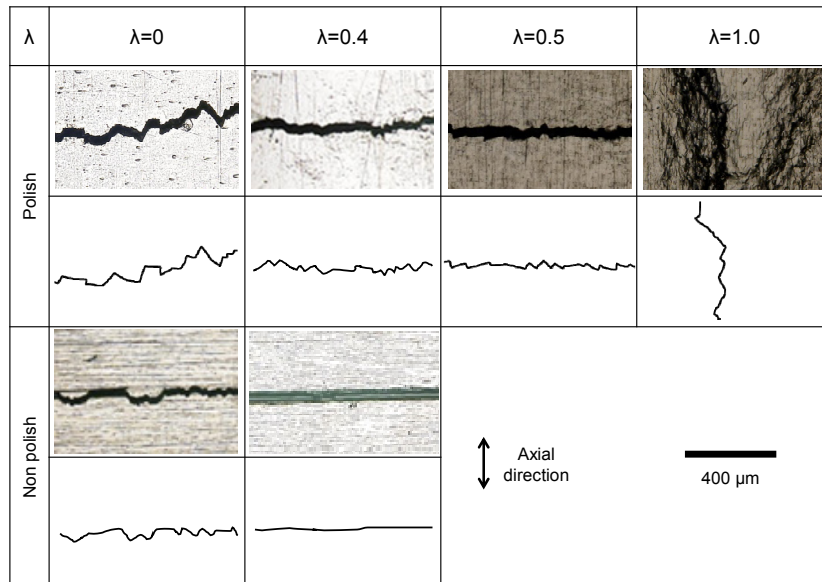 λ λ=0 λ=0.4 λ=0.5 λ=1.0
Polish
Non polish
Axial
direction
400 μm